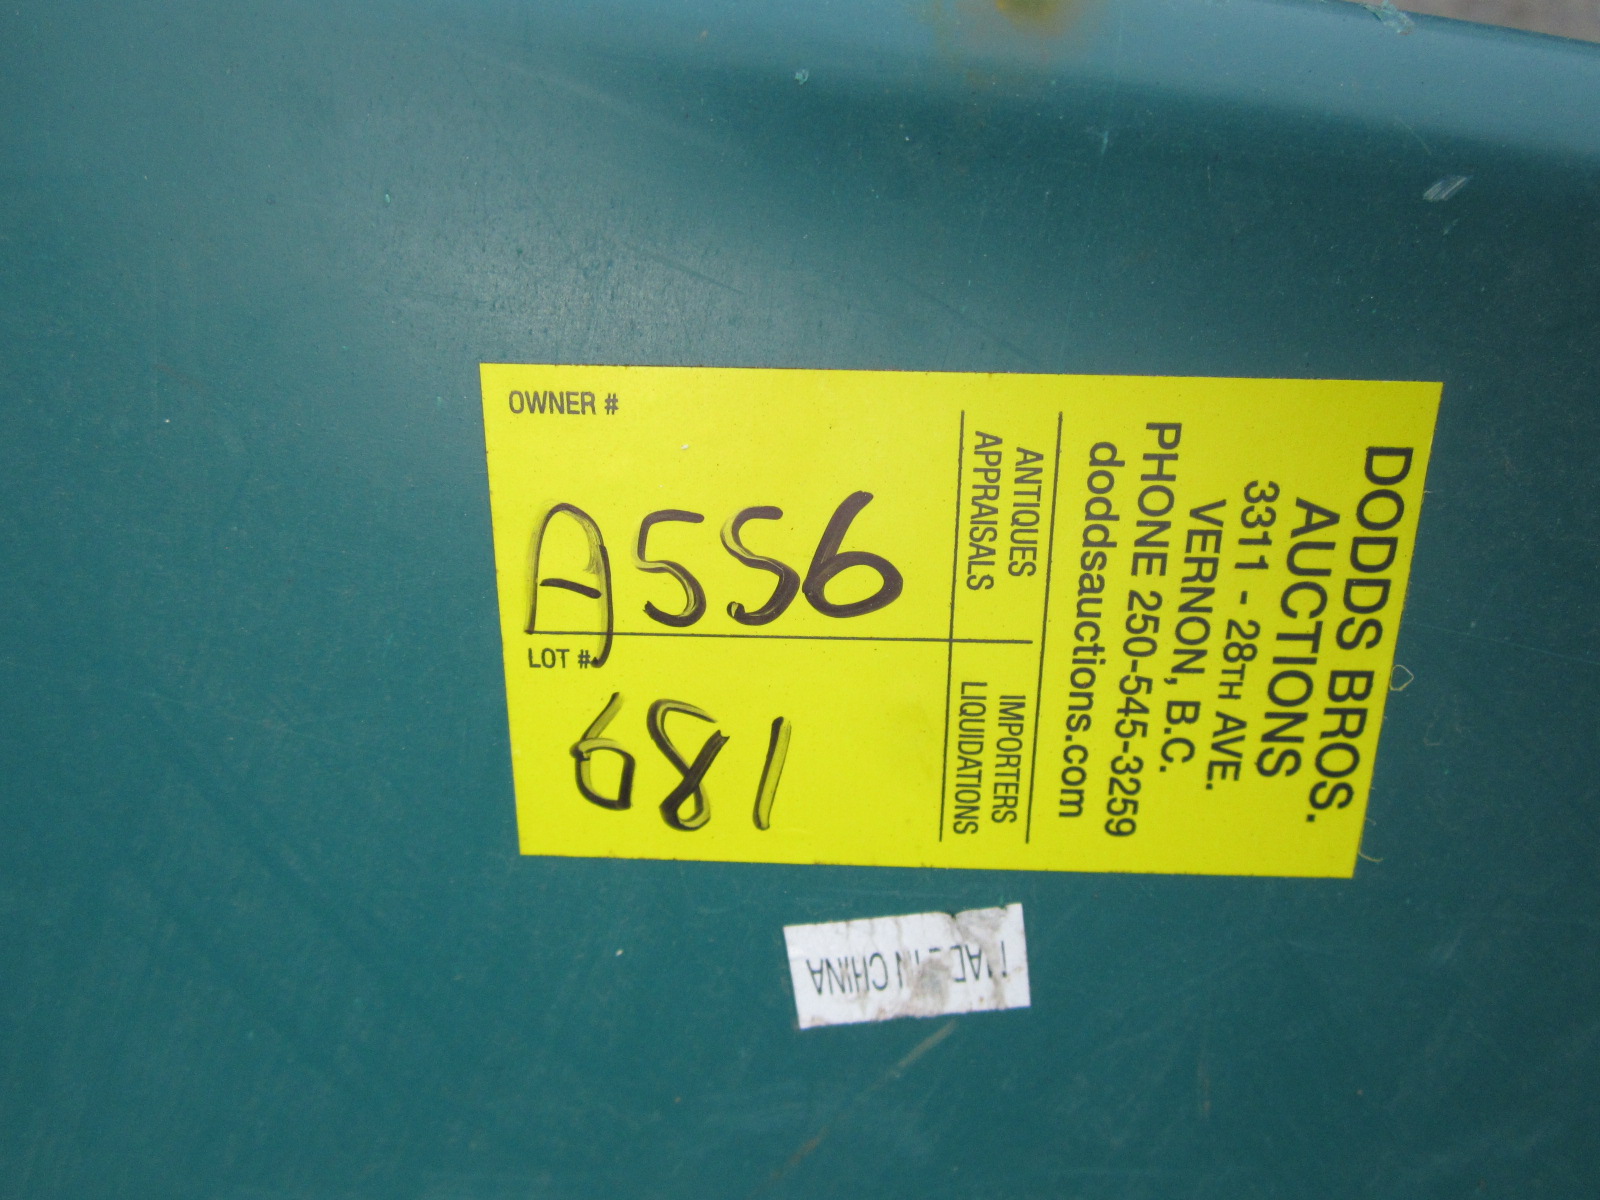 DODDS BROS.
AUCTIONS
3311 - 28TH AVE.
VERNON, B.C.
PHONE 250-545-3259
doddsauctions.com
ANTIQUES
APPRAISALS
IMPORTERS
LIQUIDATIONS
OWNER #
A556
LOT #
681
IN CHINA